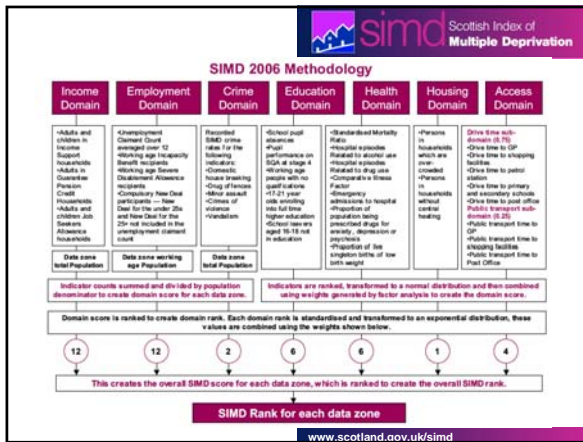 simd
Scottish Index of
Multiple Deprivation
SIMD 2006 Methodology
Income
Domain
Employment
Domain
Crime
Domain
Education
Domain
Health
Domain
Housing
Domain
Access
Domain
•Adults and
children in
Income
Support
households
•Adults in
Guarantee
Pension
Credit
Households
•Adults and
children Job
Seekers
Allowance
households
•Unemployment
Claimant Count
averaged over 12
•Working age Incapacity
Benefit recipients
•Working age Severe
Disablement Allowance
recipients
•Compulsory New Deal
participants — New
Deal for the under 25s
and New Deal for the
25+ not included in the
unemployment claimant
count
Recorded
SIMD crime
rates for the
following
indicators:
•Domestic
house breaking
•Drug offences
•Minor assault
•Crimes of
violence
•Vandalism
•School pupil
absences
•Pupil
performance on
SQA at stage 4
•Working age
people with no
qualifications
•17-21 year
olds enrolling
into full time
higher education
•School leavers
aged 16-18 not
in education
•Standardised Mortality
Ratio
•Hospital episodes
Related to alcohol use
•Hospital episodes
Related to drug use
•Comparative Illness
Factor
•Emergency
admissions to hospital
•Proportion of
population being
prescribed drugs for
anxiety, depression or
psychosis
•Proportion of live
singleton births of low
birth weight
•Persons
in
households
which are
over-
crowded
•Persons
in
households
without
central
heating
Drive time sub-
domain (0.75)
•Drive time to GP
•Drive time to shopping
facilities
•Drive time to petrol
station
•Drive time to primary
and secondary schools
•Drive time to post office
Public transport sub-
domain (0.25)
•Public transport time to
GP
•Public transport time to
shopping facilities
•Public transport time to
Post Office
Data zone
total Population
Data zone working
age Population
Data zone
total Population
Indicator counts summed and divided by population
denominator to create domain score for each data zone.
Indicators are ranked, transformed to a normal distribution and then combined
using weights generated by factor analysis to create the domain score.
Domain score is ranked to create domain rank. Each domain rank is standardised and transformed to an exponential distribution, these
values are combined using the weights shown below.
12
12
2
6
6
1
4
This creates the overall SIMD score for each data zone, which is ranked to create the overall SIMD rank.
SIMD Rank for each data zone
www.scotland.gov.uk/simd